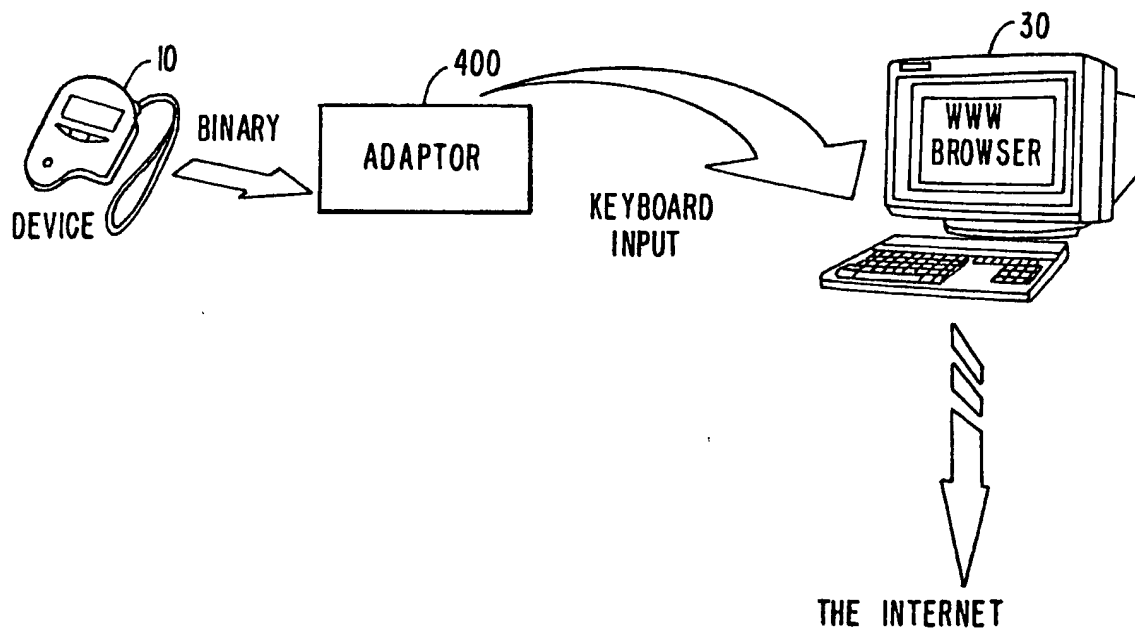 10
400
30
BINARY
ADAPTOR
WWW
BROWSER
DEVICE
KEYBOARD
INPUT
THE INTERNET